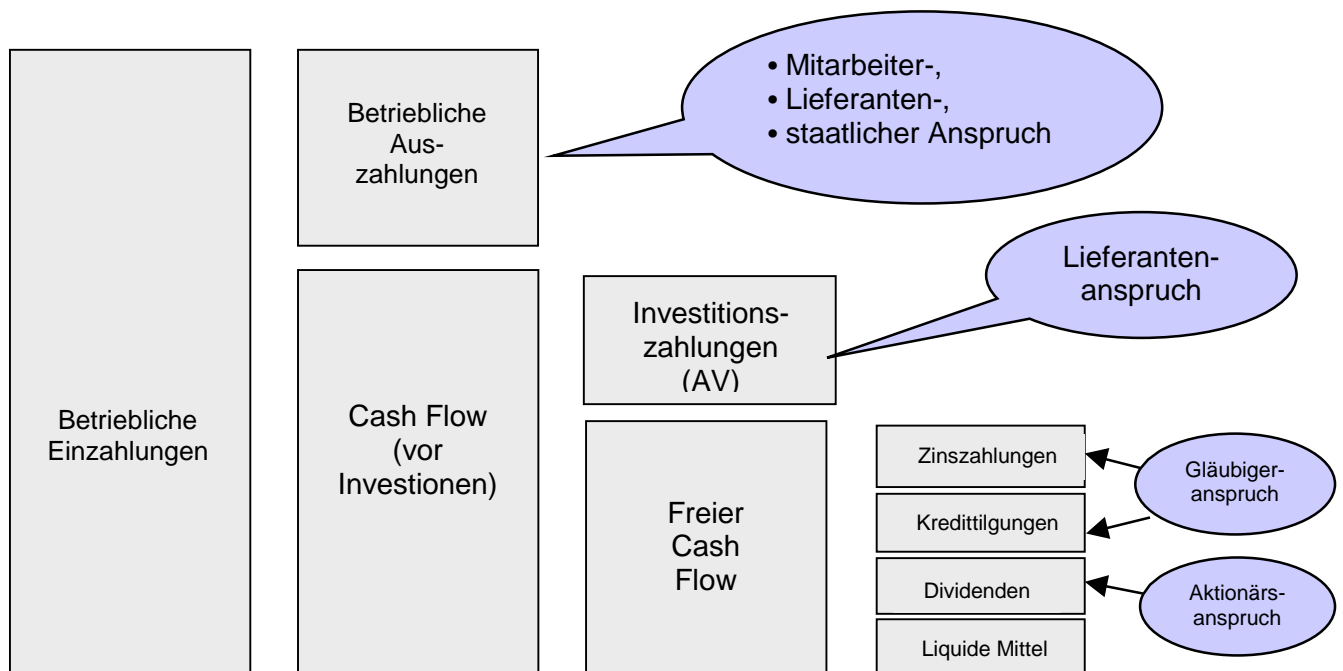 Betriebliche
Einzahlungen
Betriebliche
Aus-
zahlungen
• Mitarbeiter-,
• Lieferanten-,
• staatlicher Anspruch
Cash Flow
(vor
Investionen)
Investitions-
zahlungen
(AV)
Lieferanten-
anspruch
Freier
Cash
Flow
Zinszahlungen
Kredittilgungen
Dividenden
Liquide Mittel
Gläubiger-
anspruch
Aktionärs-
anspruch